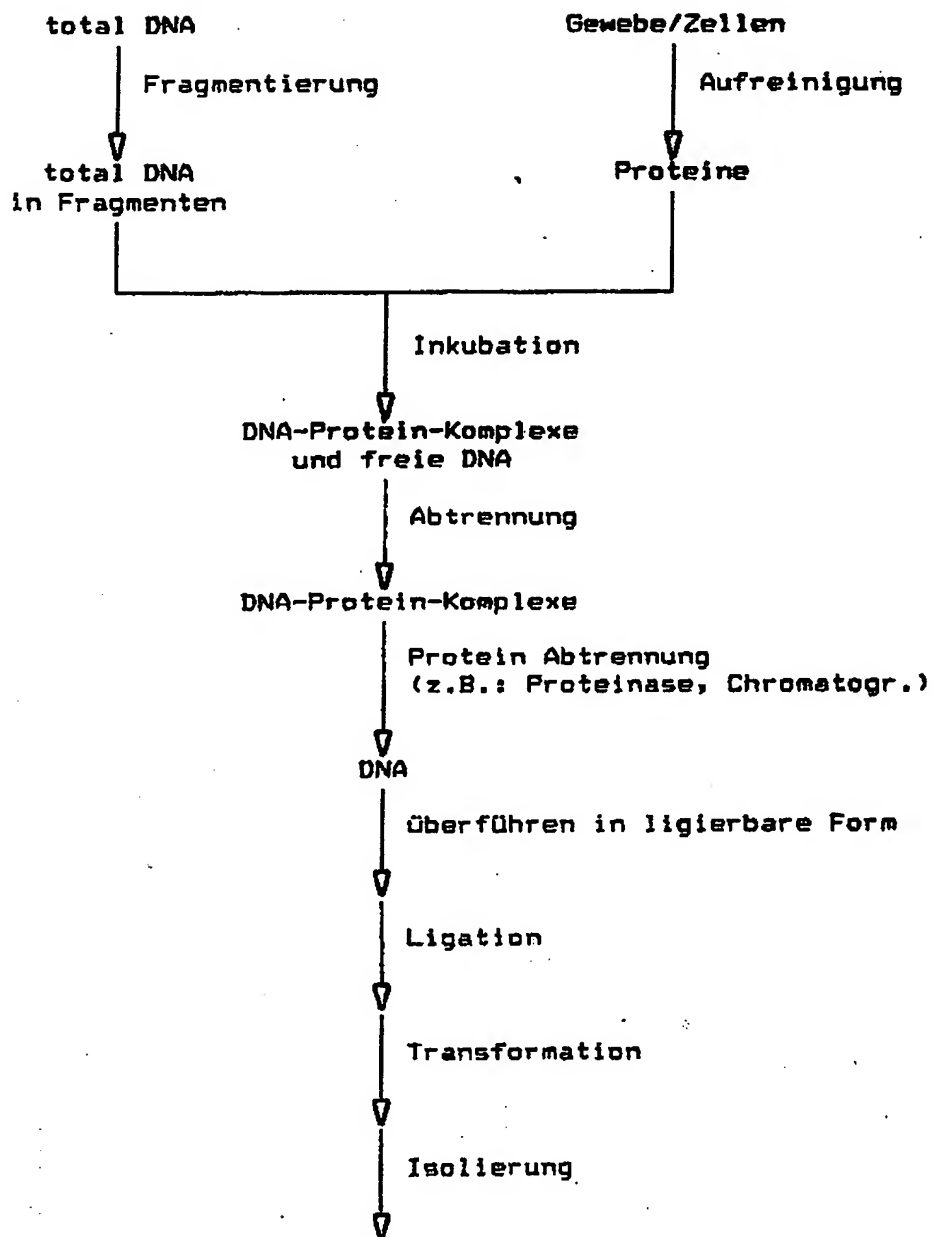 total DNA
Gewebe/Zellen
Fragmentierung
Aufreinigung
total DNA
in Fragmenten
Proteine
Inkubation
DNA-Protein-Komplexe
und freie DNA
Abtrennung
DNA-Protein-Komplexe
Protein Abtrennung
(z.B.: Proteinase, Chromatogr.)
DNA
überführen in ligierbare Form
Ligation
Transformation
Isolierung